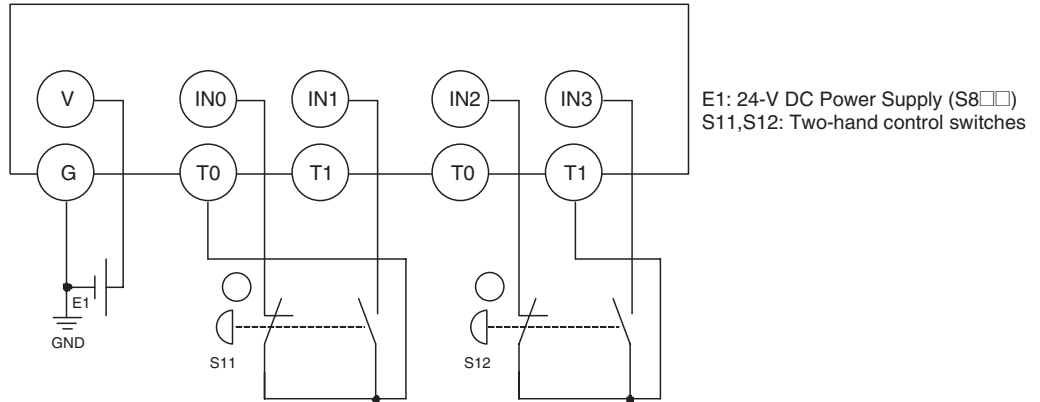 V IN0 IN1 IN2 IN3
G T0 T1 T0 T1
E1: 24-V DC Power Supply (S8□□)
S11,S12: Two-hand control switches
E1
GND
S11
S12